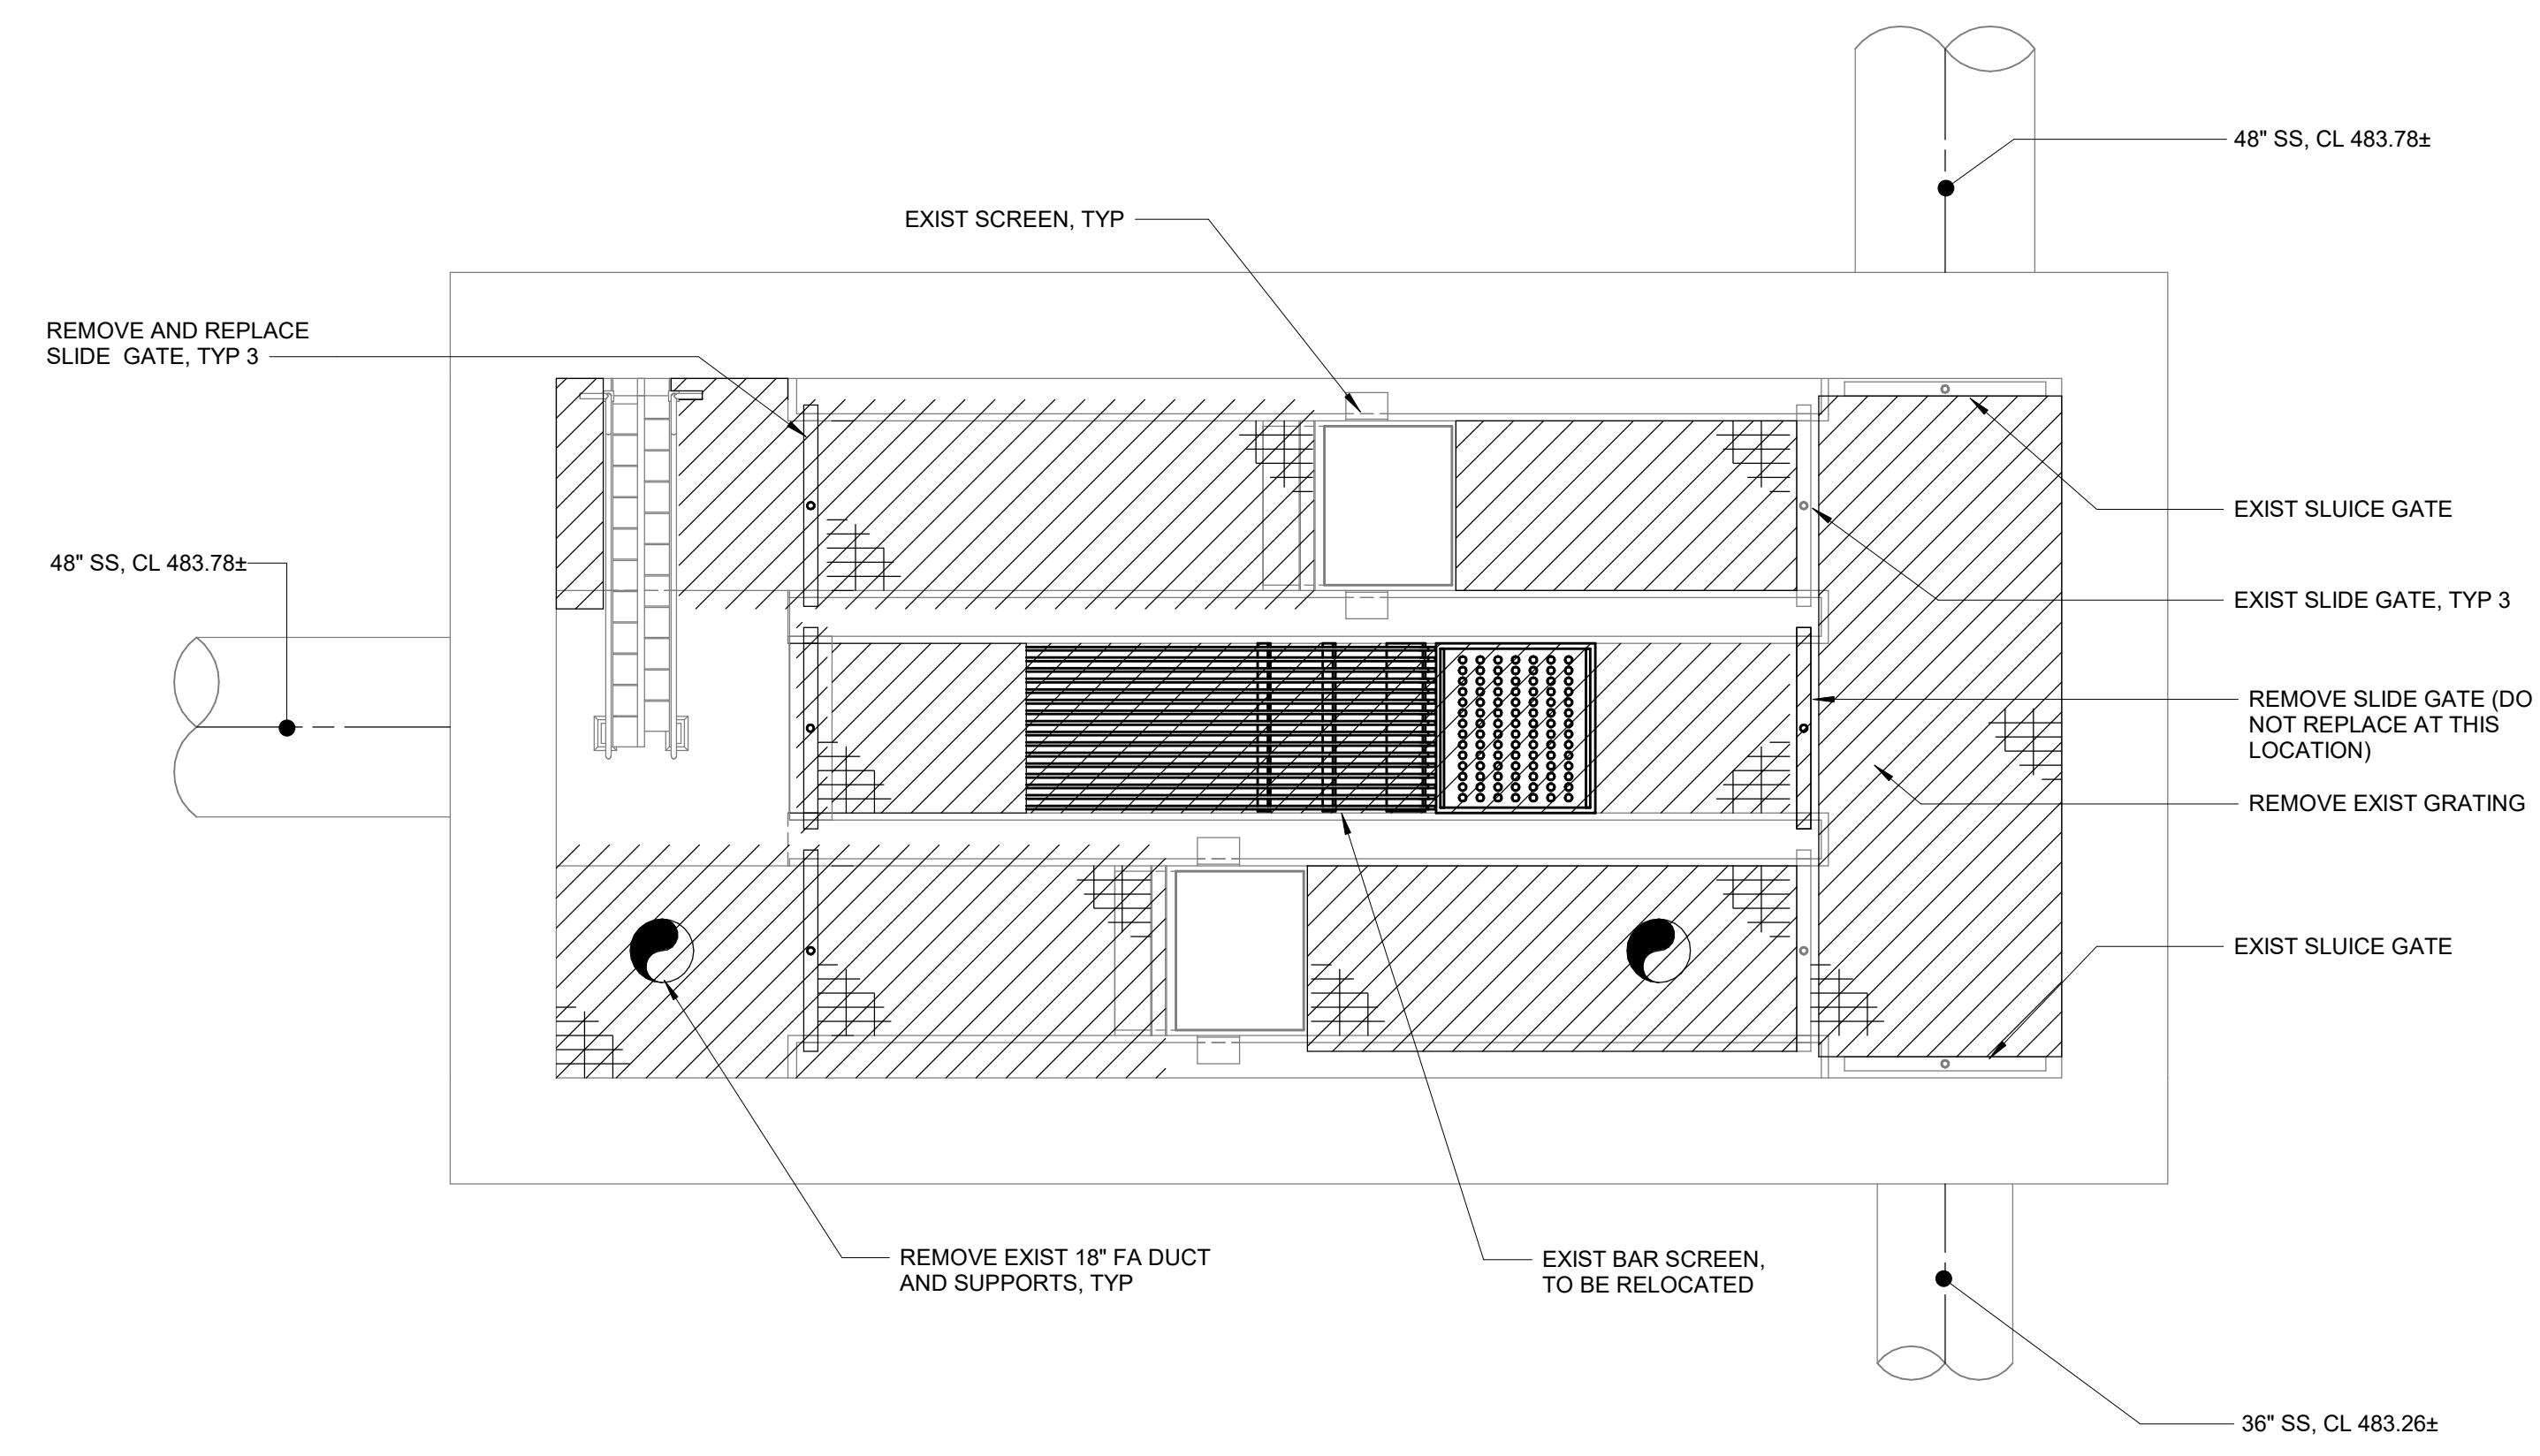 48" SS, CL 483.78±
EXIST SCREEN, TYP
REMOVE AND REPLACE
SLIDE  GATE, TYP 3
EXIST SLUICE GATE
48" SS, CL 483.78±
EXIST SLIDE GATE, TYP 3
REMOVE SLIDE GATE (DO
NOT REPLACE AT THIS
LOCATION)
REMOVE EXIST GRATING
EXIST SLUICE GATE
REMOVE EXIST 18" FA DUCT
AND SUPPORTS, TYP
EXIST BAR SCREEN,
TO BE RELOCATED
36" SS, CL 483.26±